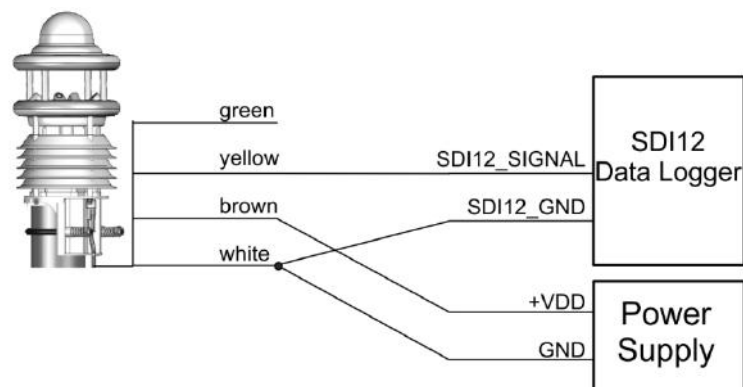 green
yellow
brown
white
SDI12_SIGNAL
SDI12_GND
SDI12
Data Logger
+VDD
GND
Power
Supply